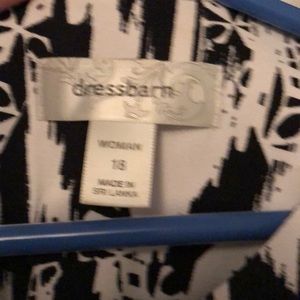 dressbarn
WOMAN
18
MADE IN
SRI LANKA